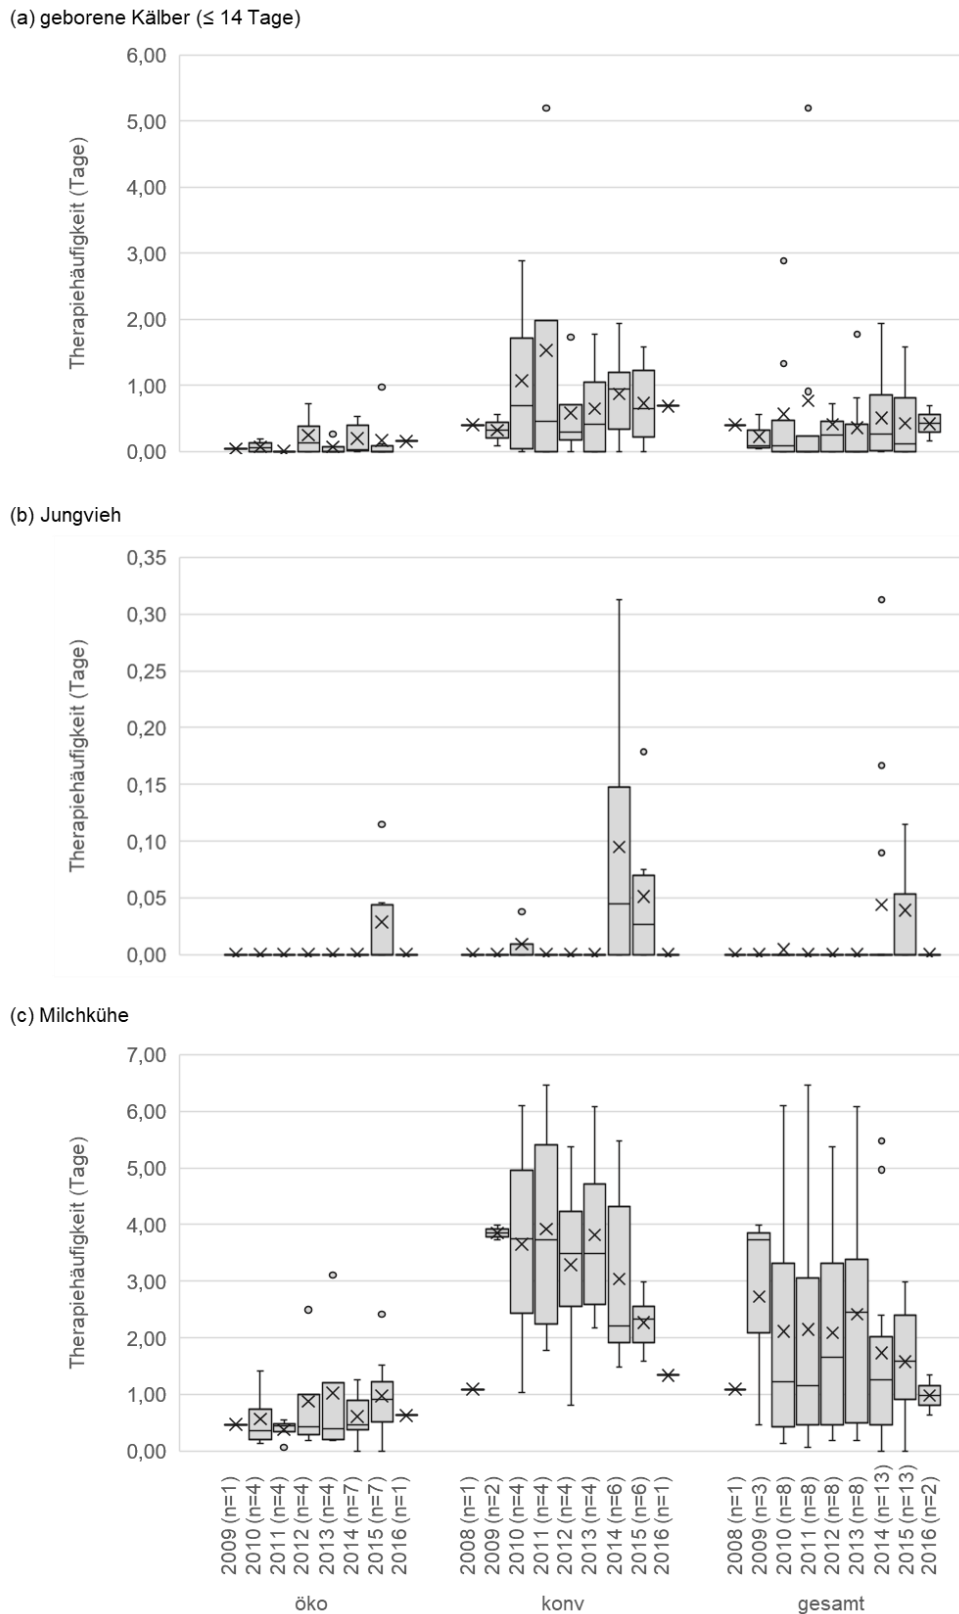 (a) geborene Kälber (≤ 14 Tage)
6,00
5,00
4,00
3,00
2,00
1,00
0,00
Therapiehäufigkeit (Tage)
(b) Jungvieh
0,35
0,30
0,25
0,20
0,15
0,10
0,05
0,00
Therapiehäufigkeit (Tage)
(c) Milchkühe
7,00
6,00
5,00
4,00
3,00
2,00
1,00
0,00
Therapiehäufigkeit (Tage)
2009 (n=1)
2010 (n=4)
2011 (n=4)
2012 (n=4)
2013 (n=4)
2014 (n=7)
2015 (n=7)
2016 (n=1)
2008 (n=1)
2009 (n=2)
2010 (n=4)
2011 (n=4)
2012 (n=4)
2013 (n=4)
2014 (n=6)
2015 (n=6)
2016 (n=1)
2008 (n=1)
2009 (n=3)
2010 (n=8)
2011 (n=8)
2012 (n=8)
2013 (n=8)
2014 (n=13)
2015 (n=13)
2016 (n=2)
öko
konv
gesamt